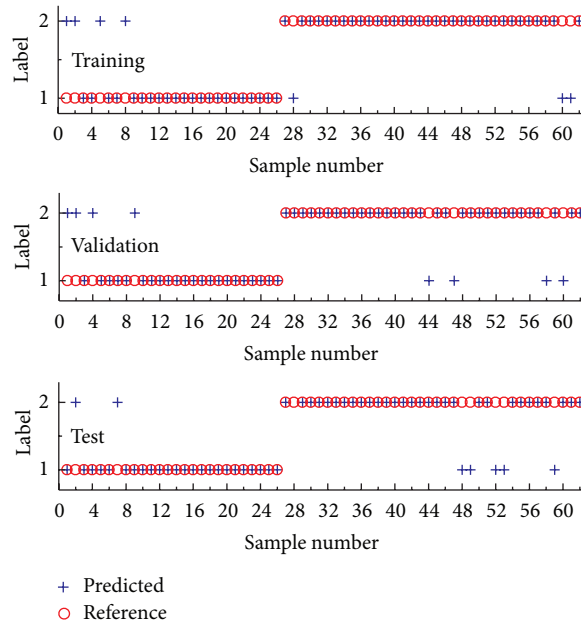 2
Label
Training
1
0 4 8 12 16 20 24 28 32 36 40 44 48 52 56 60
Sample number
2
Label
Validation
1
0 4 8 12 16 20 24 28 32 36 40 44 48 52 56 60
Sample number
2
Label
Test
1
0 4 8 12 16 20 24 28 32 36 40 44 48 52 56 60
Sample number
Predicted
Reference